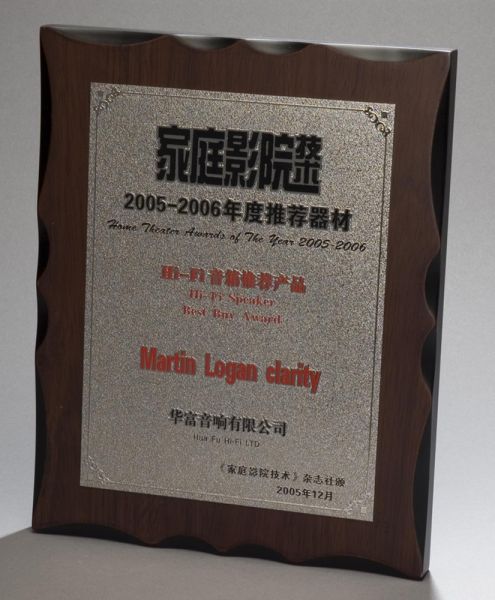 家庭影院技术
2005-2006年度推荐器材
Home Theater Awards of The Year 2005-2006
Hi-Fi 音箱推荐产品
Hi-Fi Speaker
Best Buy Award
Martin Logan clarity
华富音响有限公司
Hua Fu Hi-Fi LTD
《家庭影院技术》杂志社颁
2005年12月